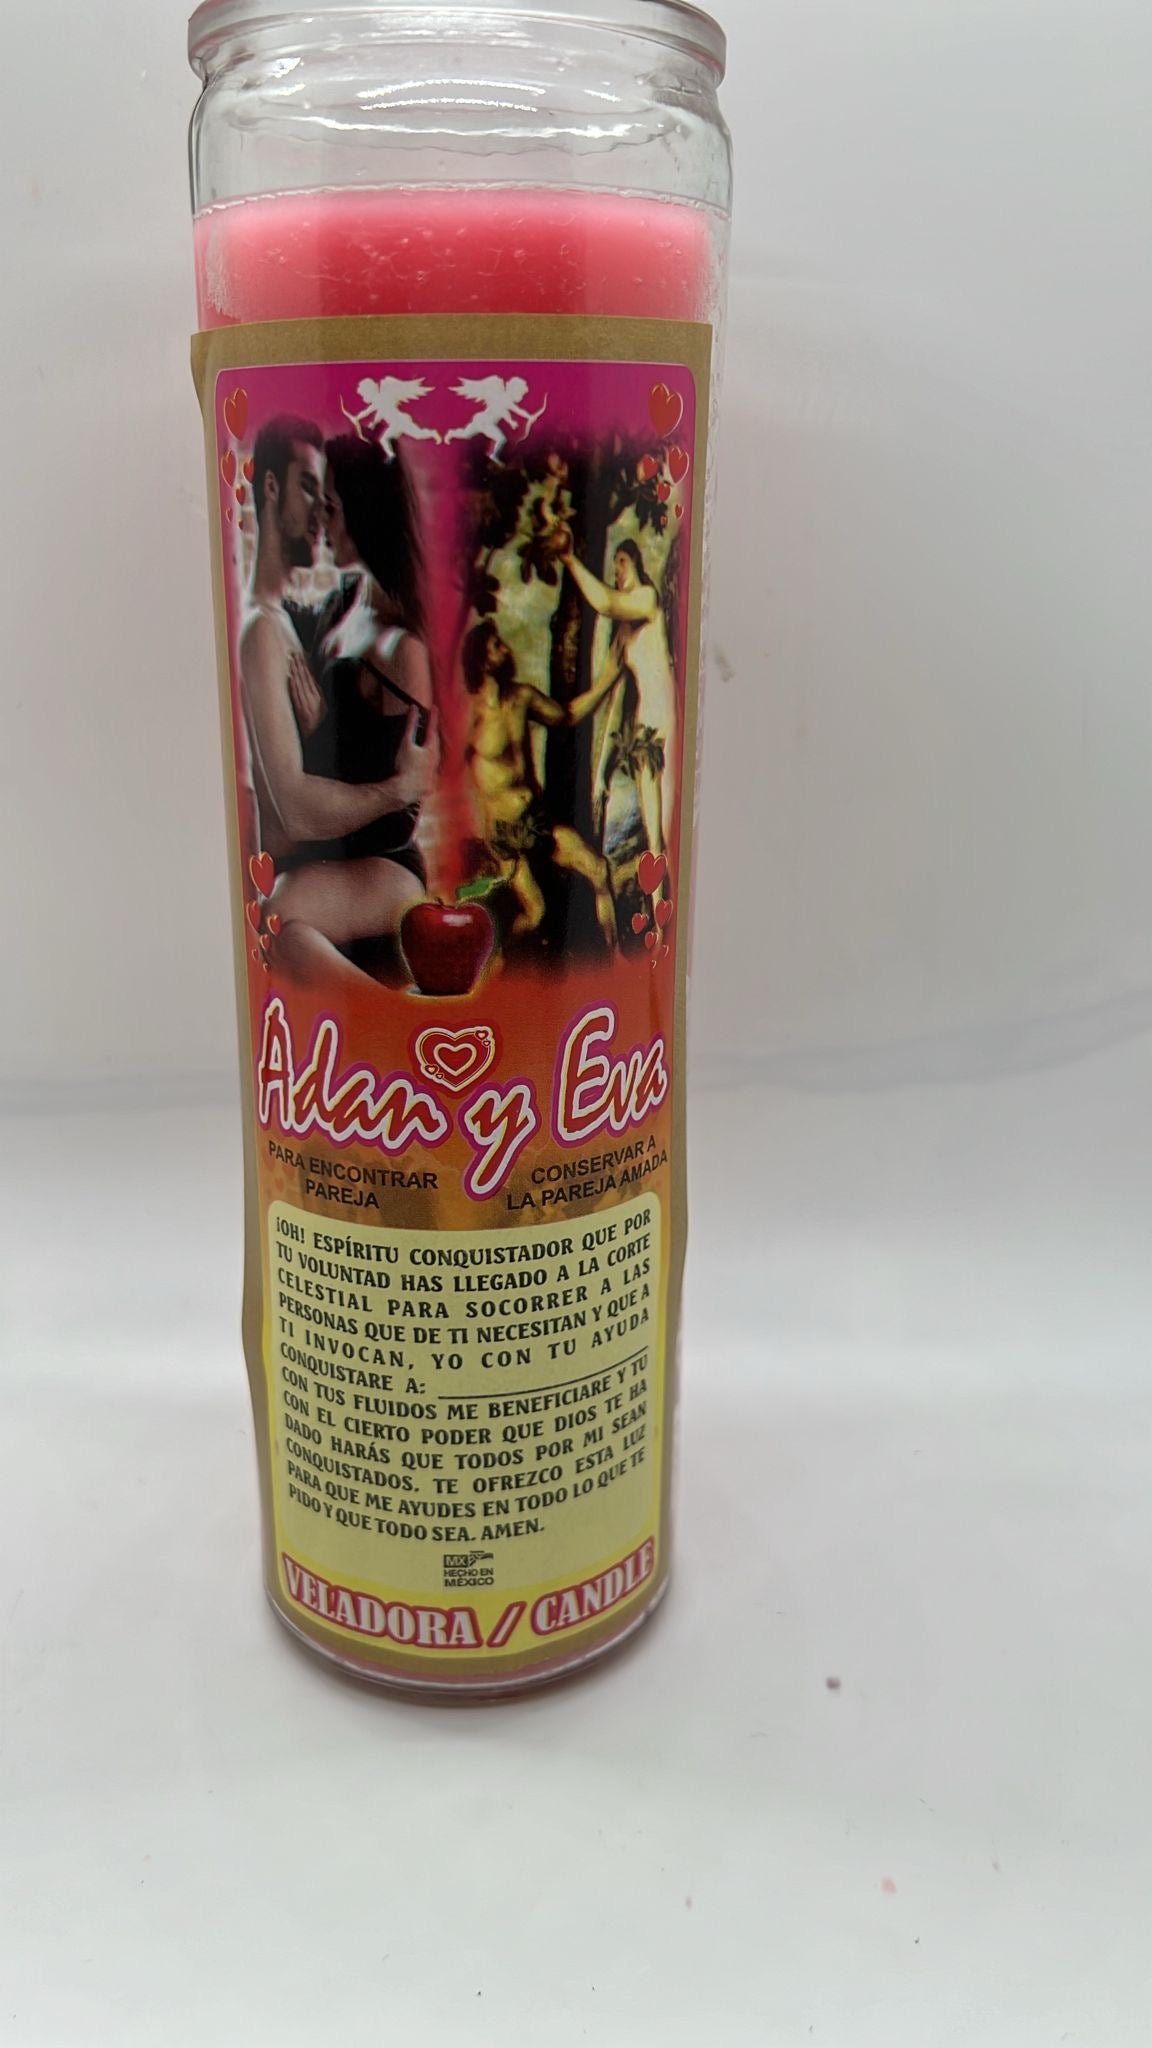 Adan y Eva
PARA ENCONTRAR
PAREJA
CONSERVAR A
LA PAREJA AMADA
¡OH! ESPÍRITU CONQUISTADOR QUE POR
TU VOLUNTAD HAS LLEGADO A LA CORTE
CELESTIAL PARA SOCORRER A LAS
PERSONAS QUE DE TI NECESITAN Y QUE A
TI INVOCAN, YO CON TU AYUDA
CONQUISTARE A: ____________________
CON TUS FLUIDOS ME BENEFICIARE Y TU
CON EL CIERTO PODER QUE DIOS TE HA
DADO HARÁS QUE TODOS POR MI SEAN
CONQUISTADOS. TE OFREZCO ESTA LUZ
PARA QUE ME AYUDES EN TODO LO QUE TE
PIDO Y QUE TODO SEA. AMEN.
MX
HECHO EN
MÉXICO
VELADORA / CANDLE